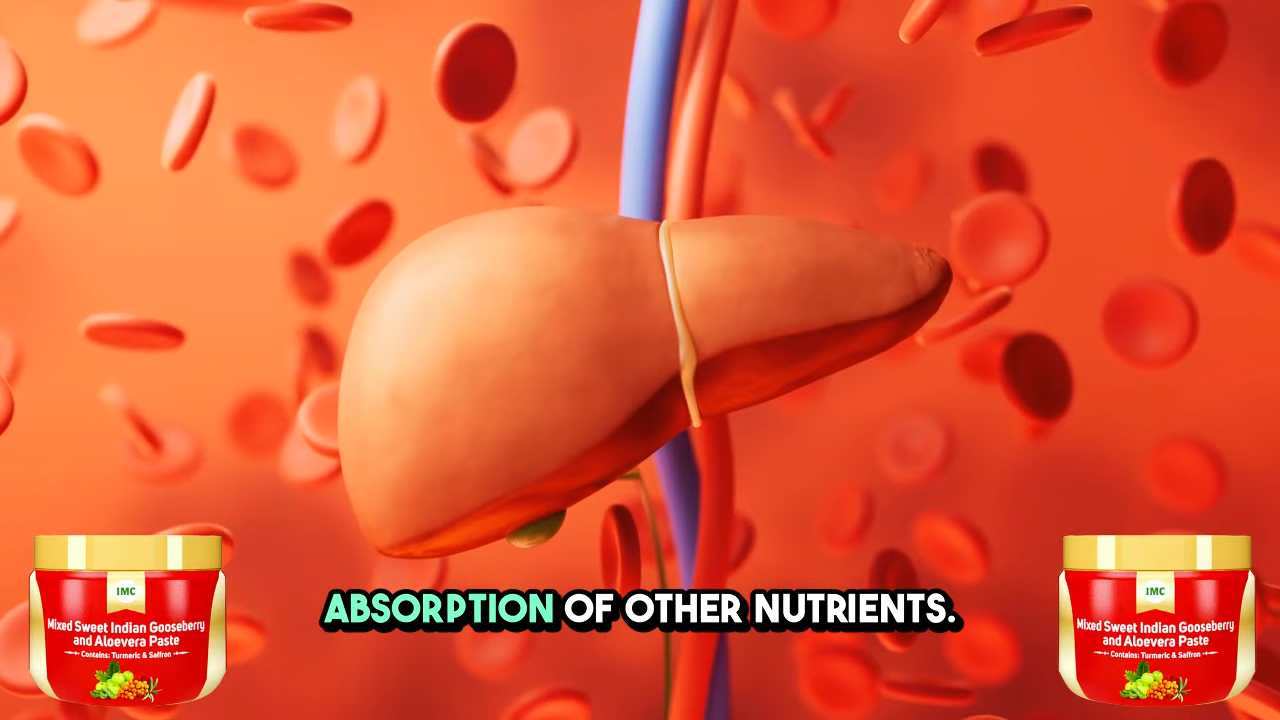 ABSORPTION OF OTHER NUTRIENTS.
IMC
Mixed Sweet Indian Gooseberry
and Aloevera Paste
Contains: Turmeric & Saffron
IMC
Mixed Sweet Indian Gooseberry
and Aloevera Paste
Contains: Turmeric & Saffron